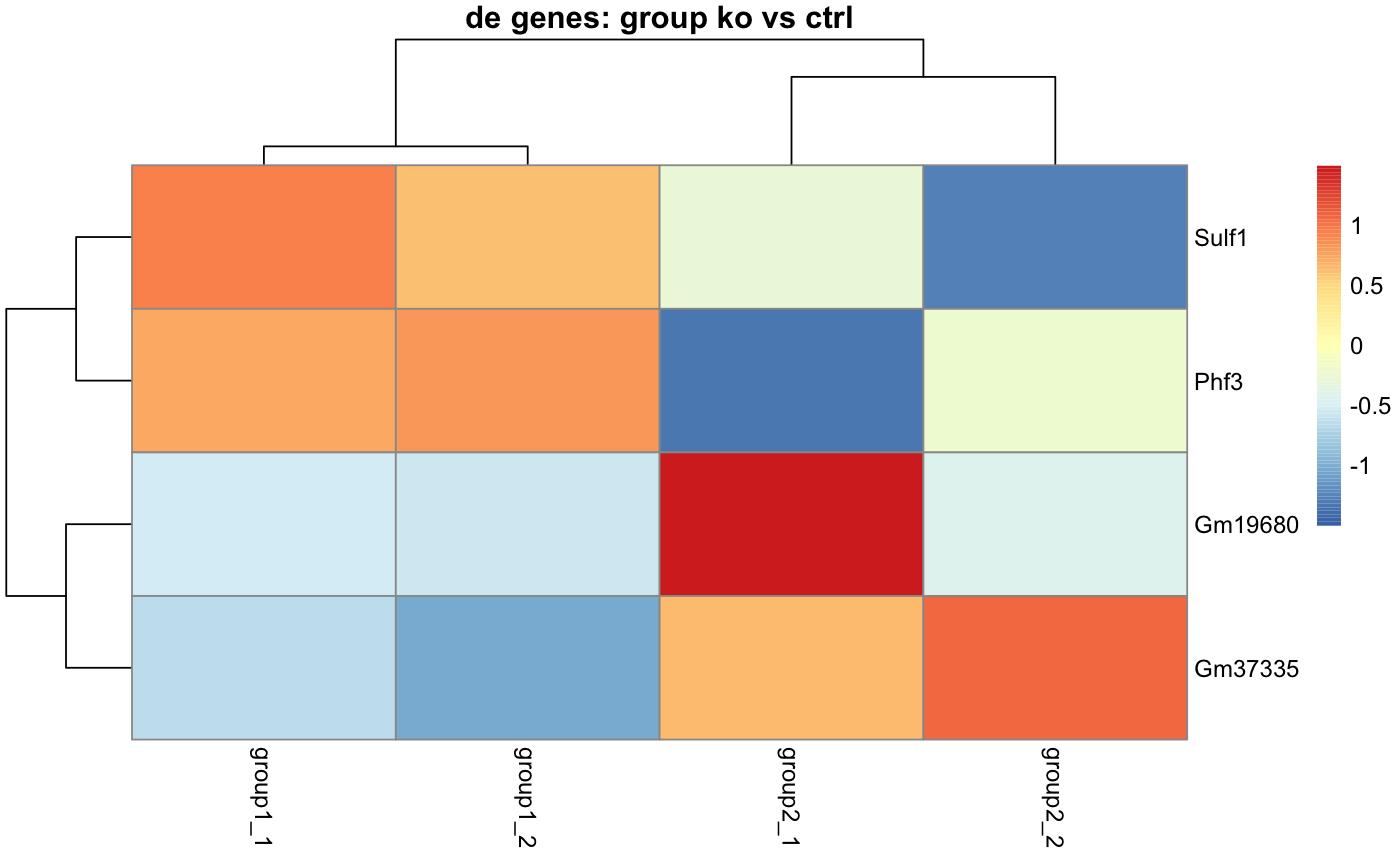 de genes: group ko vs ctrl
Sulf1
Phf3
Gm19680
Gm37335
1
0.5
0
-0.5
-1
group1_1
group1_2
group2_1
group2_2